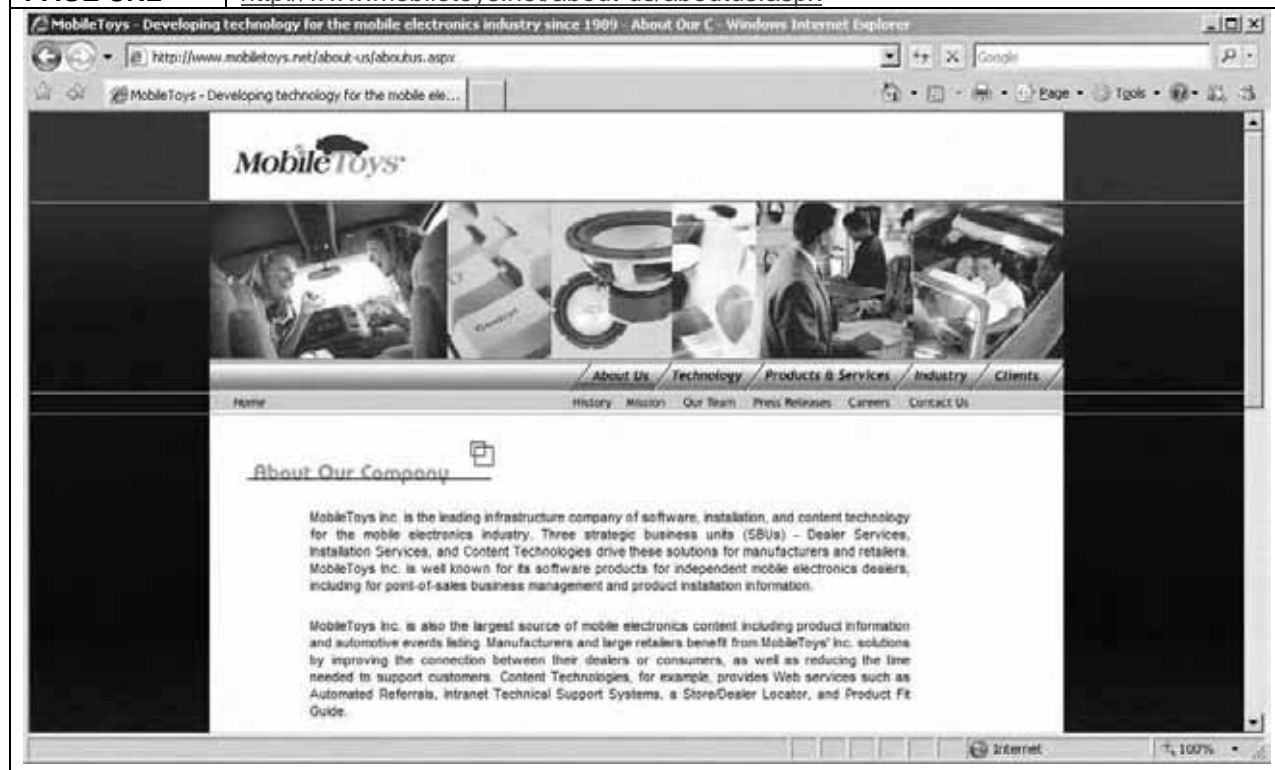 MobileToys - Developing technology for the mobile electronics industry since 1989 - About Our C - Windows Internet Explorer
http://www.mobiletoys.net/about-us/aboutus.aspx
Google
MobileToys - Developing technology for the mobile ele...
Page
Tools
MobileToys
About Us
Technology
Products & Services
Industry
Clients
Home
History
Mission
Our Team
Press Releases
Careers
Contact Us
About Our Company
MobileToys Inc. is the leading infrastructure company of software, installation, and content technology
for the mobile electronics industry. Three strategic business units (SBUs) – Dealer Services,
Installation Services, and Content Technologies drive these solutions for manufacturers and retailers.
MobileToys Inc. is well known for its software products for independent mobile electronics dealers,
including for point-of-sales business management and product installation information.
MobileToys Inc. is also the largest source of mobile electronics content including product information
and automotive events listing. Manufacturers and large retailers benefit from MobileToys' Inc. solutions
by improving the connection between their dealers or consumers, as well as reducing the time
needed to support customers. Content Technologies, for example, provides Web services such as
Automated Referrals, Intranet Technical Support Systems, a Store/Dealer Locator, and Product Fit
Guide.
Internet
100%